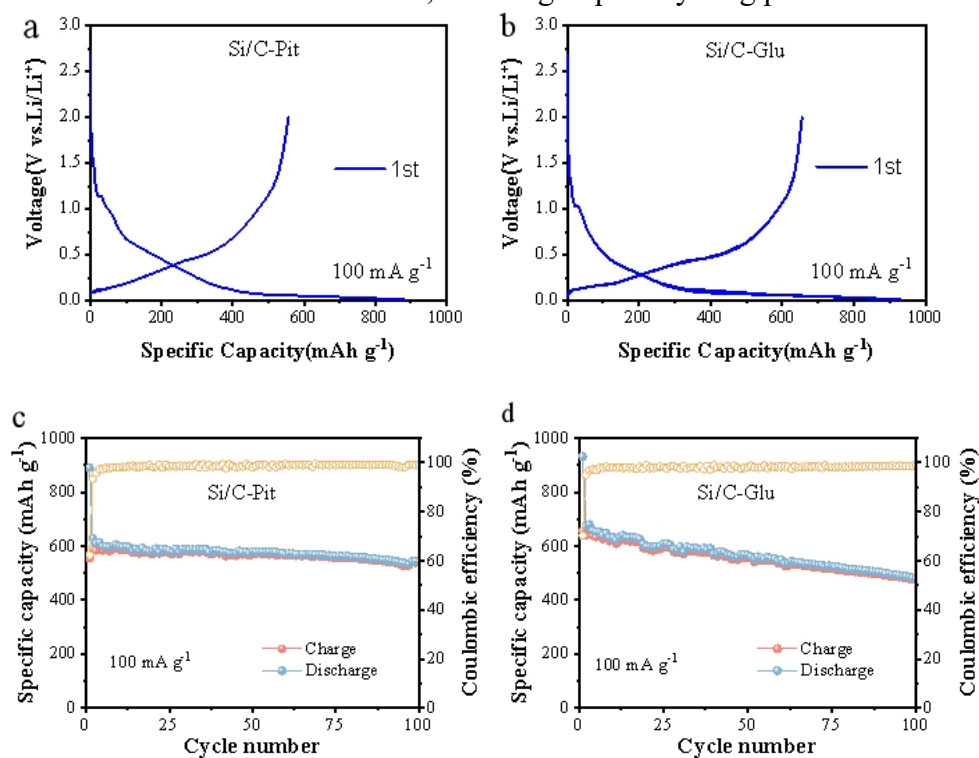 a
Si/C-Pit
3.0
2.5
2.0
1.5
1.0
0.5
0.0
Voltage(V vs.Li/Li⁺)
1st
100 mA g⁻¹
0 200 400 600 800 1000
Specific Capacity(mAh g⁻¹)
b
Si/C-Glu
3.0
2.5
2.0
1.5
1.0
0.5
0.0
Voltage(V vs.Li/Li⁺)
1st
100 mA g⁻¹
0 200 400 600 800 1000
Specific Capacity(mAh g⁻¹)
c
1000
800
600
400
200
0
Specific capacity (mAh g⁻¹)
Si/C-Pit
100 mA g⁻¹
Charge
Discharge
100
80
60
40
20
0
Coulombic efficiency (%)
0 25 50 75 100
Cycle number
d
1000
800
600
400
200
0
Specific capacity (mAh g⁻¹)
Si/C-Glu
100 mA g⁻¹
Charge
Discharge
100
80
60
40
20
0
Coulombic efficiency (%)
0 25 50 75 100
Cycle number